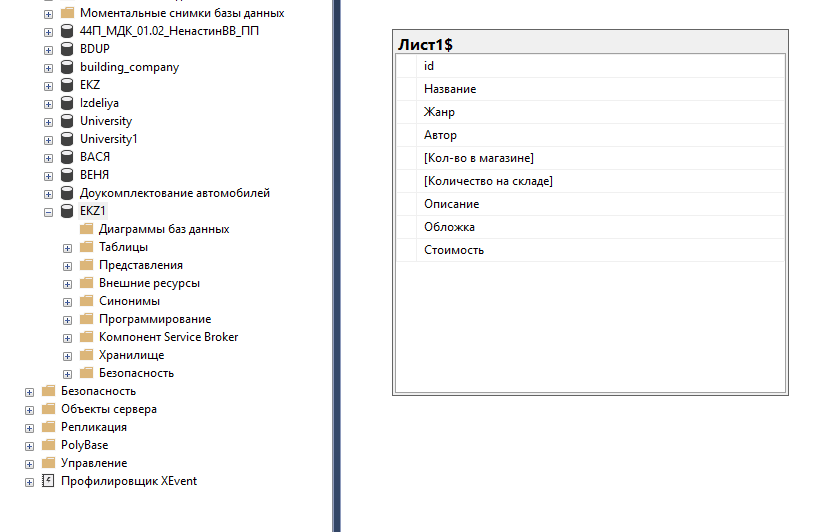 Моментальные снимки базы данных
44П_МДК_01.02_НенастинВВ_ПП
BDUP
building_company
EKZ
Izdeliya
University
University1
ВАСЯ
ВЕНЯ
Доукомплектование автомобилей
EKZ1
Диаграммы баз данных
Таблицы
Представления
Внешние ресурсы
Синонимы
Программирование
Компонент Service Broker
Хранилище
Безопасность
Безопасность
Объекты сервера
Репликация
PolyBase
Управление
Профилировщик XEvent
Лист1$
id
Название
Жанр
Автор
[Кол-во в магазине]
[Количество на складе]
Описание
Обложка
Стоимость